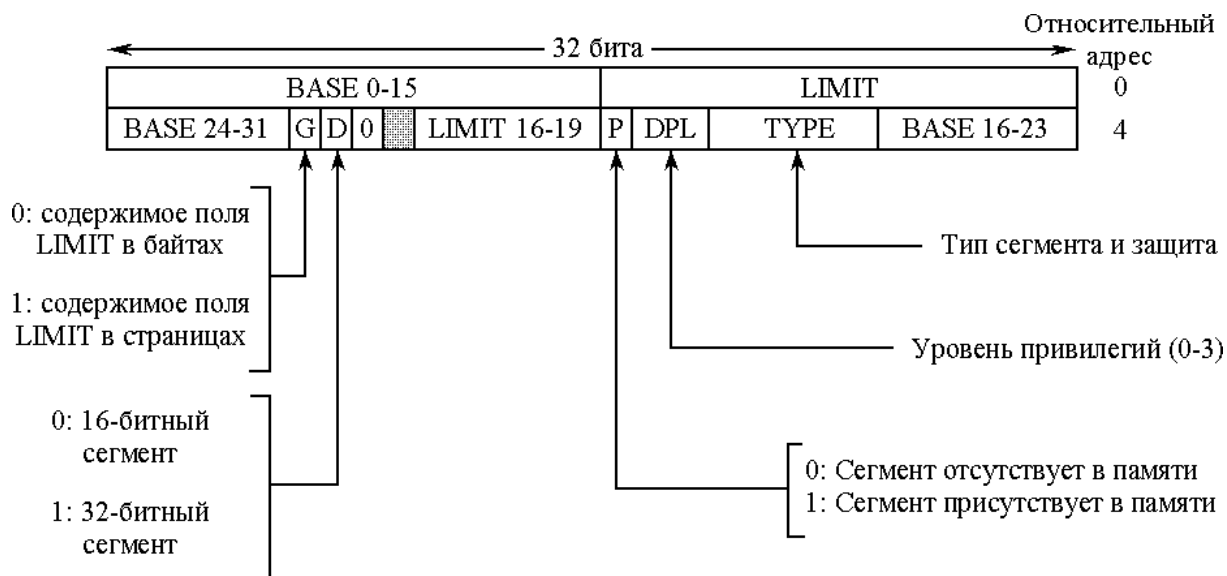 Относительный
адрес
32 бита
BASE 0-15 LIMIT 0
BASE 24-31 G D 0 LIMIT 16-19 P DPL TYPE BASE 16-23 4
0: содержимое поля
LIMIT в байтах
1: содержимое поля
LIMIT в страницах
Тип сегмента и защита
Уровень привилегий (0-3)
0: 16-битный
сегмент
1: 32-битный
сегмент
0: Сегмент отсутствует в памяти
1: Сегмент присутствует в памяти